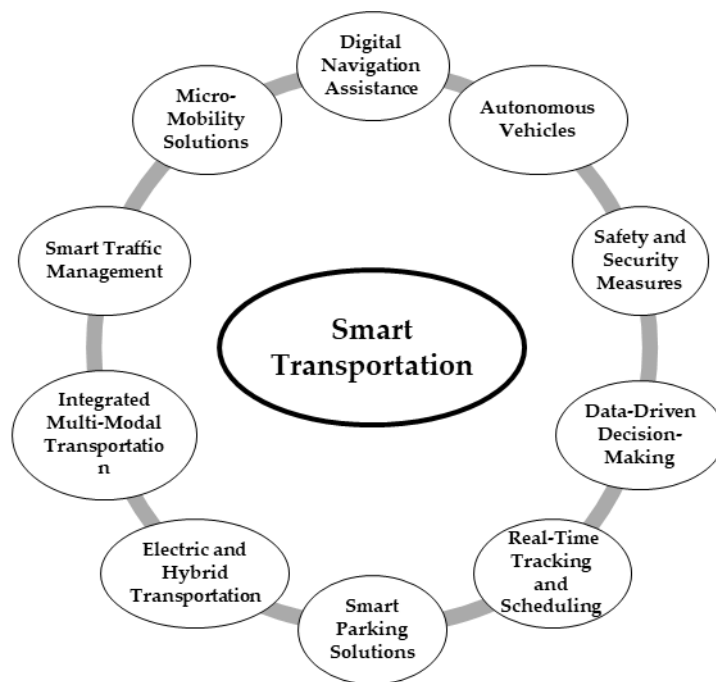 Digital
Navigation
Assistance
Autonomous
Vehicles
Safety and
Security
Measures
Data-Driven
Decision-
Making
Real-Time
Tracking
and
Scheduling
Smart
Parking
Solutions
Electric and
Hybrid
Transportation
Integrated
Multi-Modal
Transportatio
n
Smart Traffic
Management
Micro-
Mobility
Solutions
Smart
Transportation